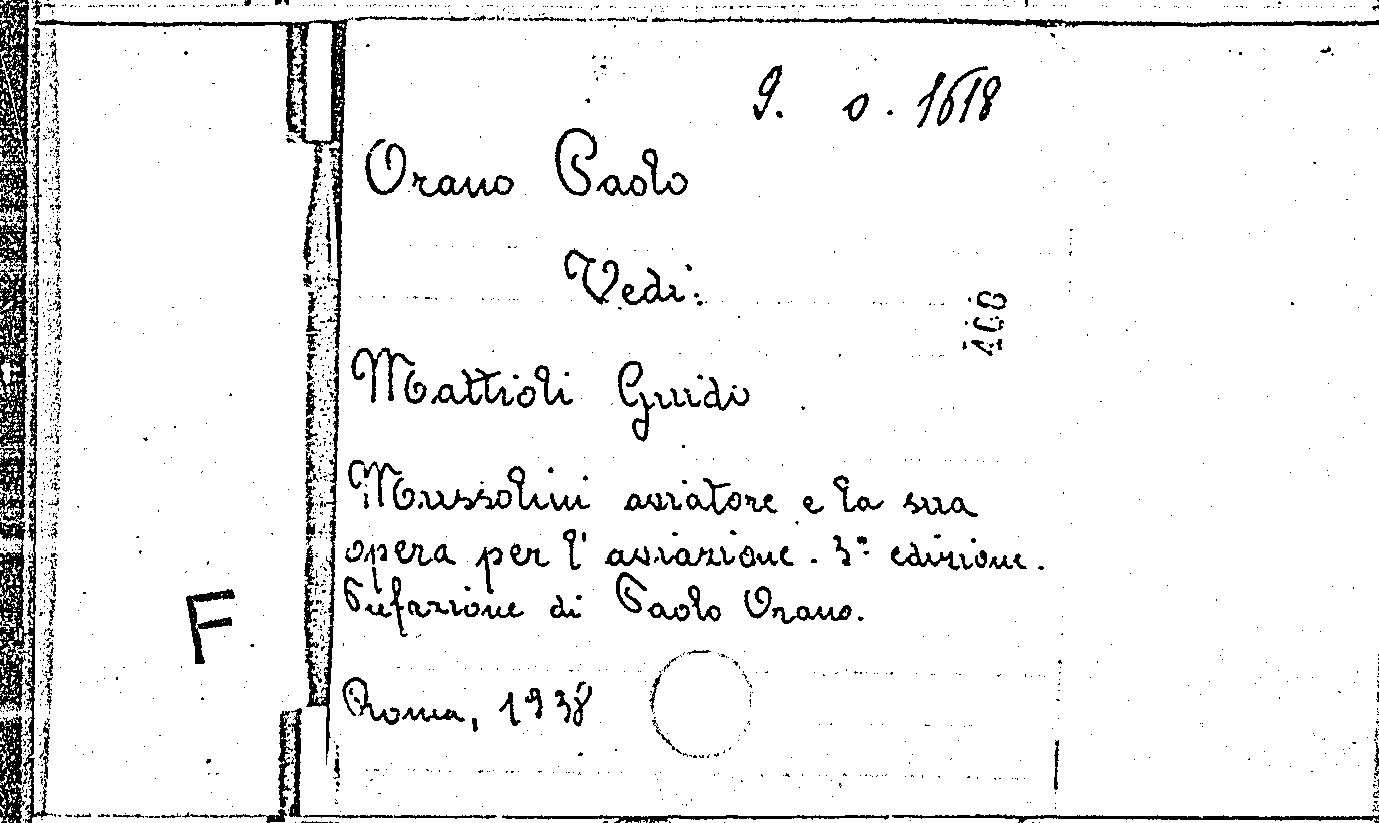 9. o. 1618
Orano Paolo
Vedi:
Mattioli Guido
Mussolini aviatore e la sua
opera per l'aviazione. 3ª edizione.
Prefazione di Paolo Orano.
F
Roma, 1938